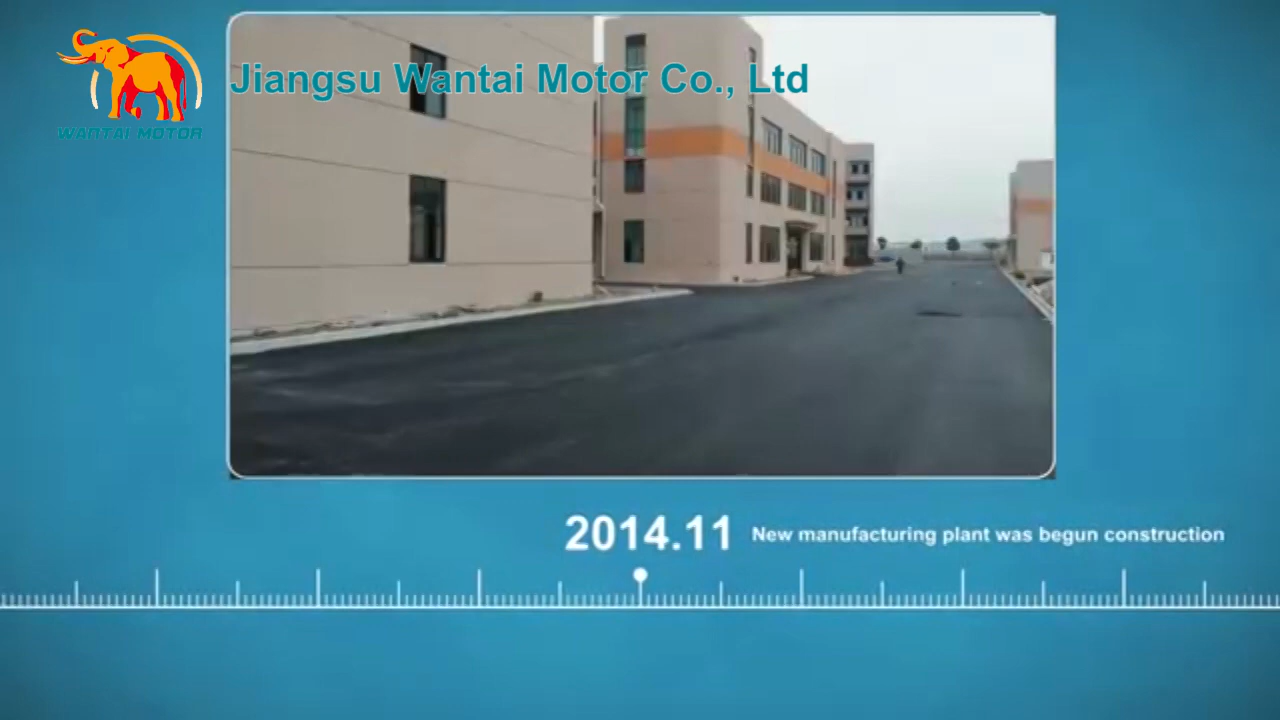 Jiangsu Wantai Motor Co., Ltd
WANTAI MOTOR
2014.11 New manufacturing plant was begun construction